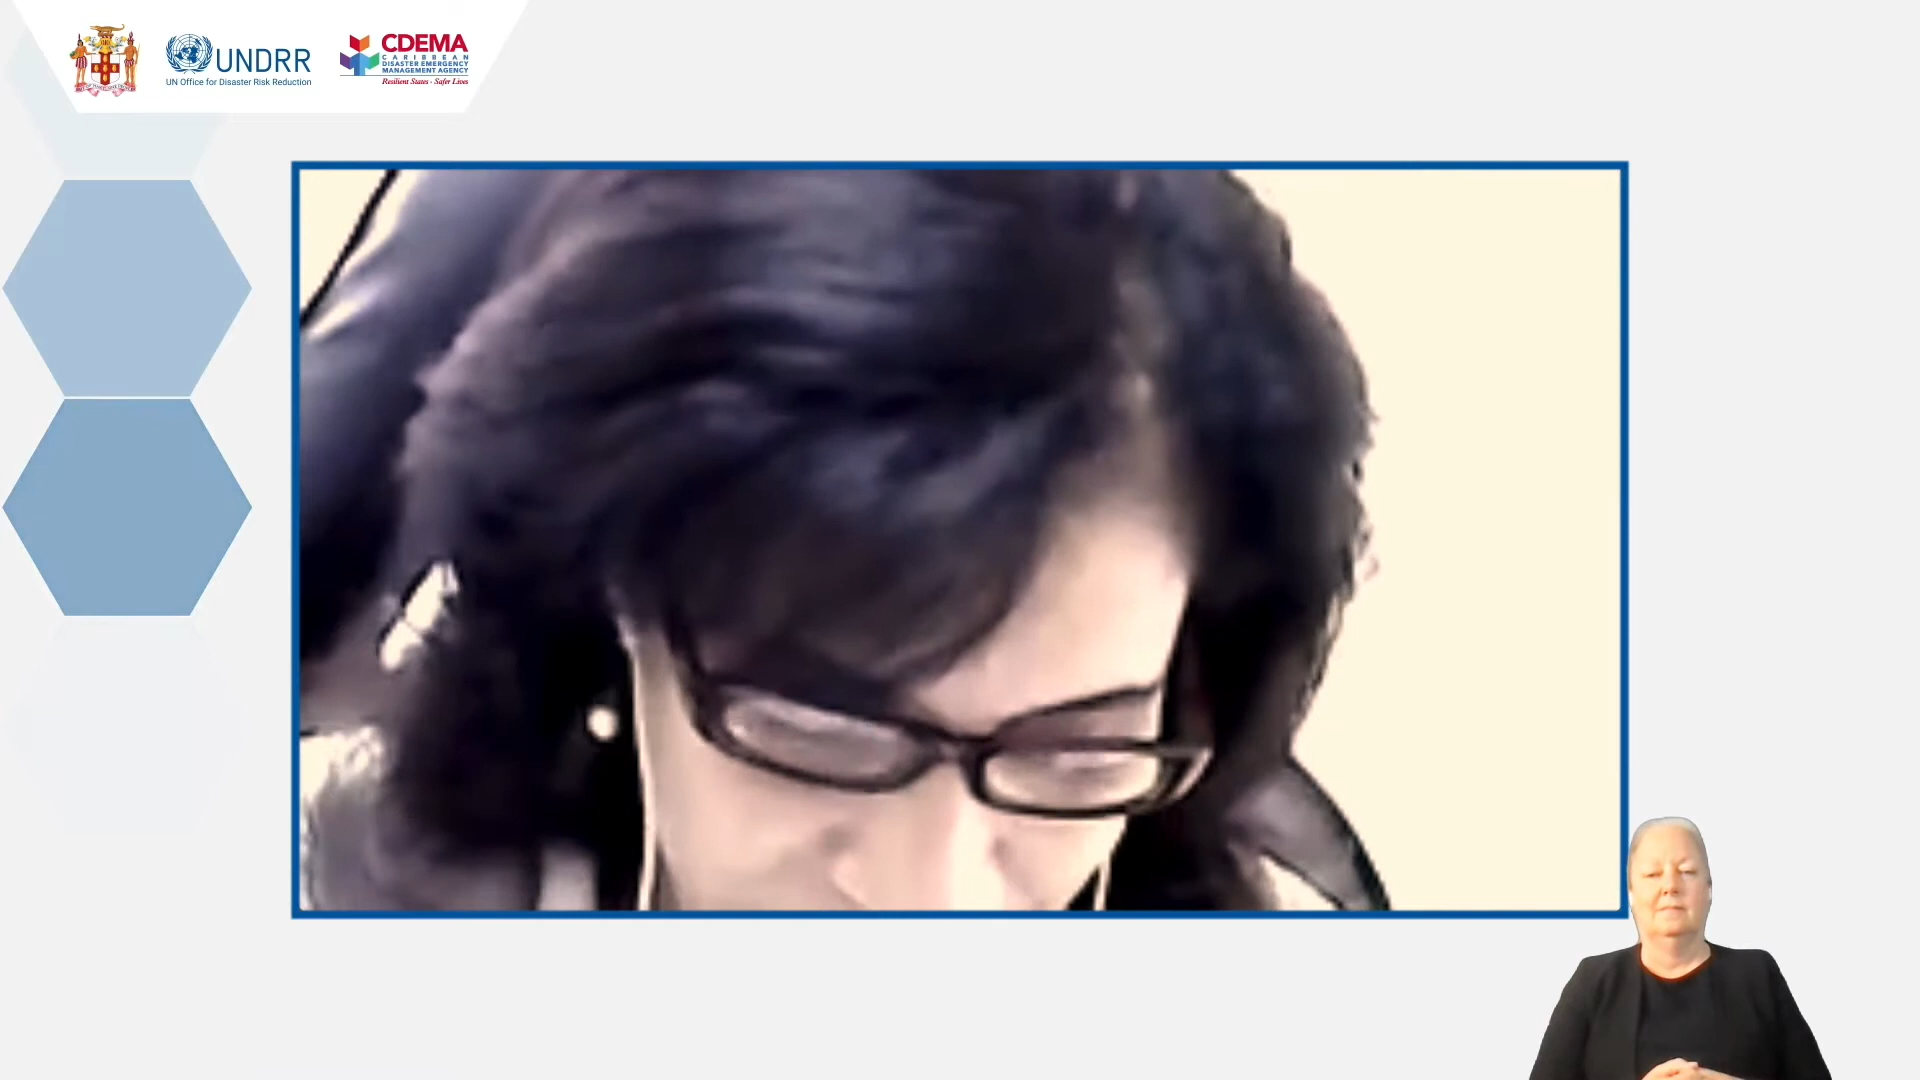 UNDRR
UN Office for Disaster Risk Reduction
CDEMA
CARIBBEAN
DISASTER EMERGENCY
MANAGEMENT AGENCY
Resilient States - Safer Lives